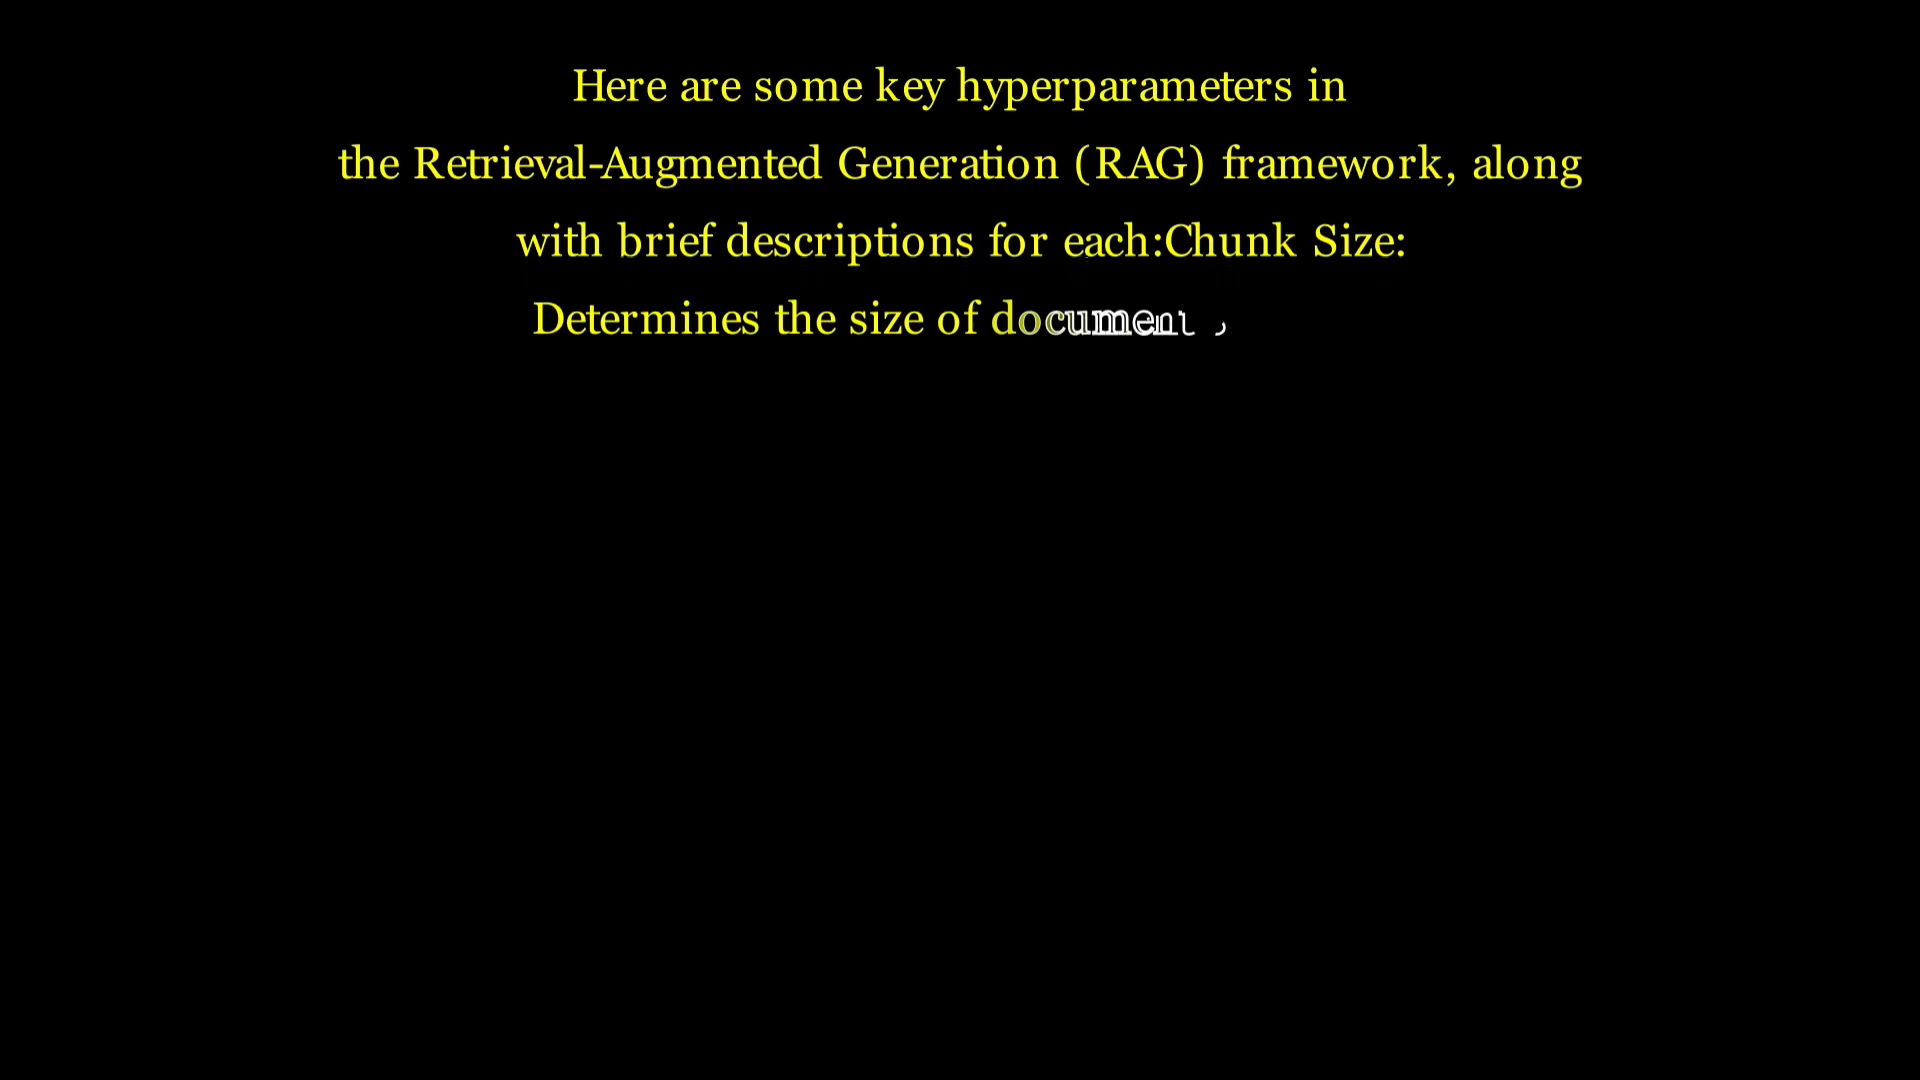 Here are some key hyperparameters in
the Retrieval-Augmented Generation (RAG) framework, along
with brief descriptions for each:Chunk Size:
Determines the size of document